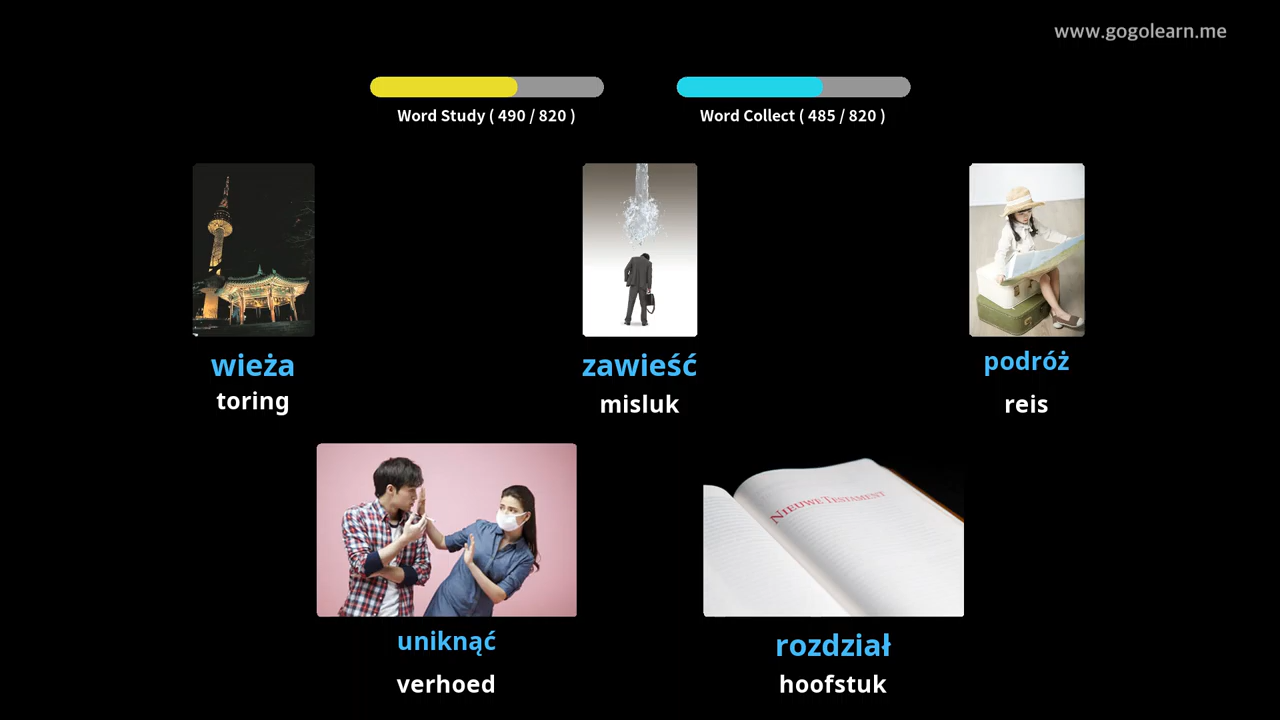 www.gogolearn.me
Word Study ( 490 / 820 )
Word Collect ( 485 / 820 )
wieża
toring
zawieść
misluk
podróż
reis
NIEUWE TESTAMENT
uniknąć
verhoed
rozdział
hoofstuk